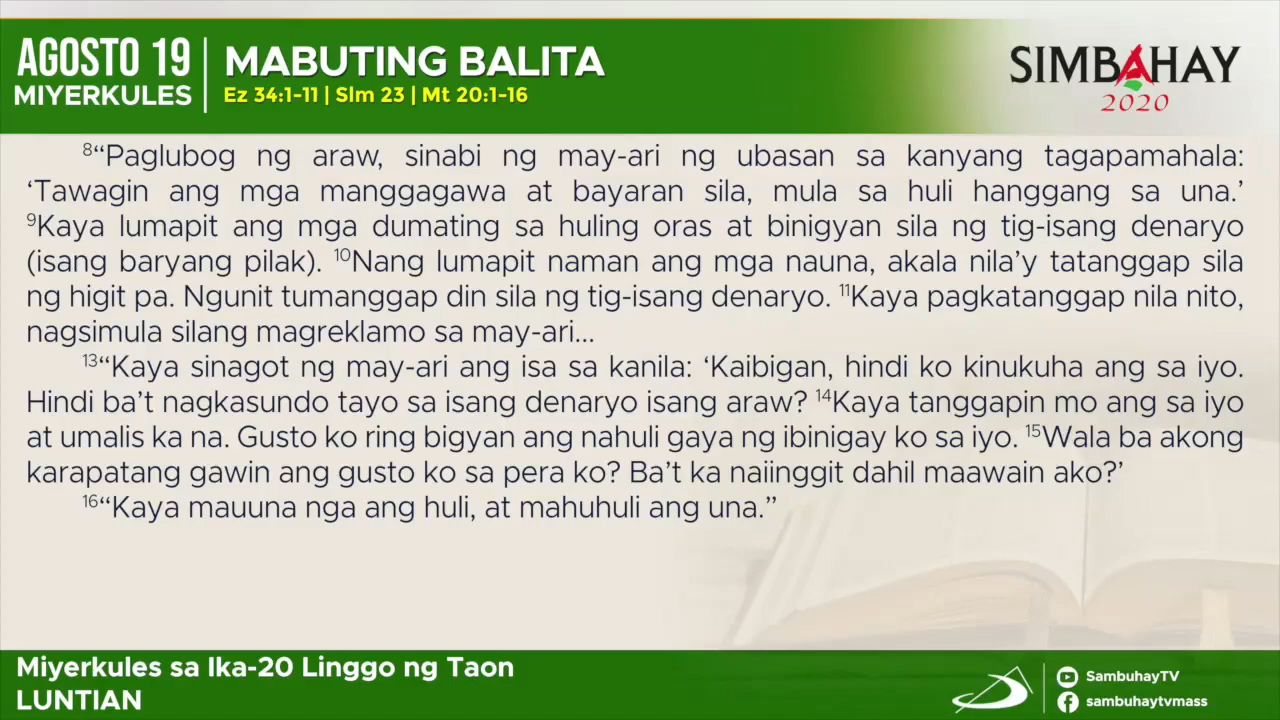 AGOSTO 19
MIYERKULES
MABUTING BALITA
Ez 34:1-11 | Slm 23 | Mt 20:1-16
SIMBAHAY
2020
⁸“Paglubog ng araw, sinabi ng may-ari ng ubasan sa kanyang tagapamahala:
‘Tawagin ang mga manggagawa at bayaran sila, mula sa huli hanggang sa una.’
⁹Kaya lumapit ang mga dumating sa huling oras at binigyan sila ng tig-isang denaryo
(isang baryang pilak). ¹⁰Nang lumapit naman ang mga nauna, akala nila’y tatanggap sila
ng higit pa. Ngunit tumanggap din sila ng tig-isang denaryo. ¹¹Kaya pagkatanggap nila nito,
nagsimula silang magreklamo sa may-ari...
¹³“Kaya sinagot ng may-ari ang isa sa kanila: ‘Kaibigan, hindi ko kinukuha ang sa iyo.
Hindi ba’t nagkasundo tayo sa isang denaryo isang araw? ¹⁴Kaya tanggapin mo ang sa iyo
at umalis ka na. Gusto ko ring bigyan ang nahuli gaya ng ibinigay ko sa iyo. ¹⁵Wala ba akong
karapatang gawin ang gusto ko sa pera ko? Ba’t ka naiinggit dahil maawain ako?’
¹⁶“Kaya mauuna nga ang huli, at mahuhuli ang una.”
Miyerkules sa Ika-20 Linggo ng Taon
LUNTIAN
SambuhayTV
sambuhaytvmass